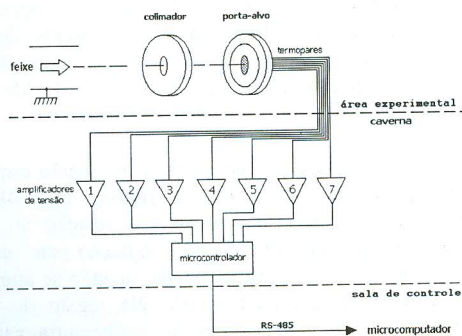 colimador
porta-alvo
termopares
feixe
área experimental
caverna
amplificadores
de tensão
1 2 3 4 5 6 7
microcontrolador
sala de controle
RS-485
microcomputador